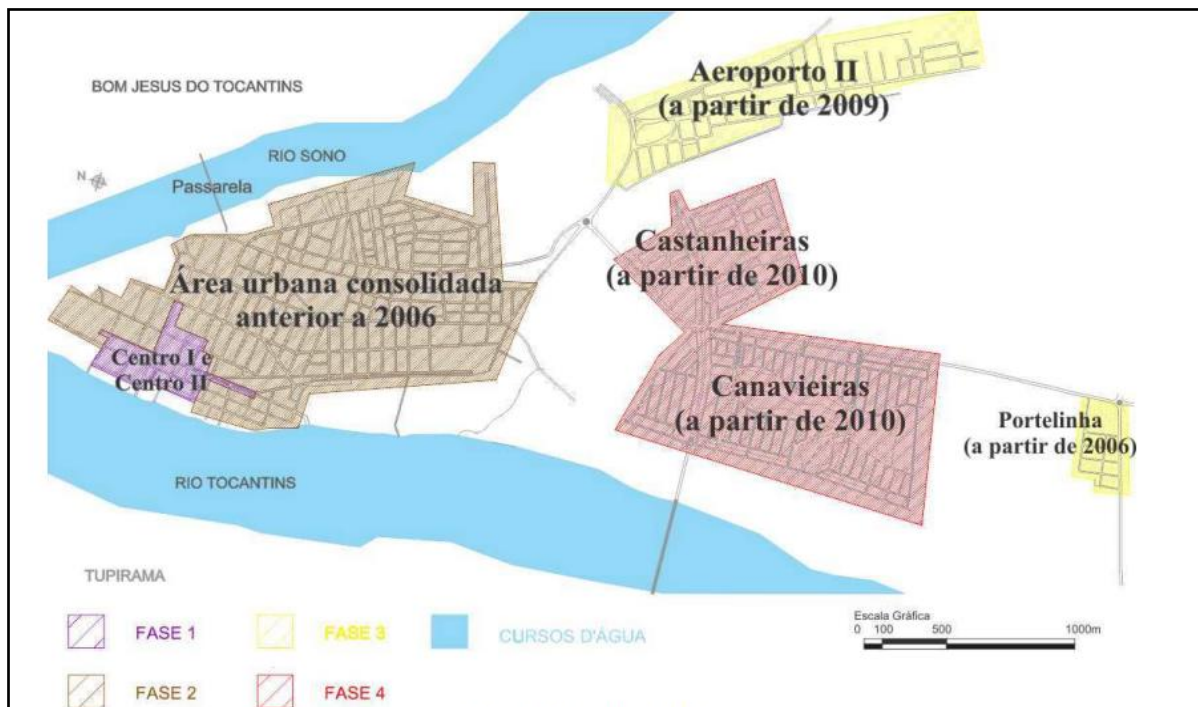 Aeroporto II
(a partir de 2009)
BOM JESUS DO TOCANTINS
RIO SONO
N
Passarela
Castanheiras
(a partir de 2010)
Área urbana consolidada
anterior a 2006
Centro I e
Centro II
Canavieiras
(a partir de 2010)
Portelinha
(a partir de 2006)
RIO TOCANTINS
TUPIRAMA
FASE 1
FASE 3
CURSOS D'ÁGUA
FASE 2
FASE 4
Escala Gráfica
0 100 500 1000m